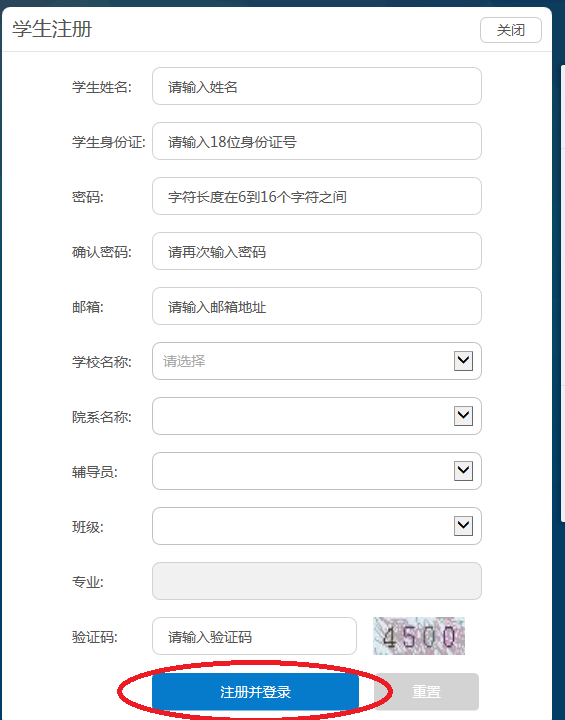 学生注册 关闭
学生姓名: 请输入姓名
学生身份证: 请输入18位身份证号
密码: 字符长度在6到16个字符之间
确认密码: 请再次输入密码
邮箱: 请输入邮箱地址
学校名称: 请选择
院系名称:
辅导员:
班级:
专业:
验证码: 请输入验证码 4500
注册并登录 重置